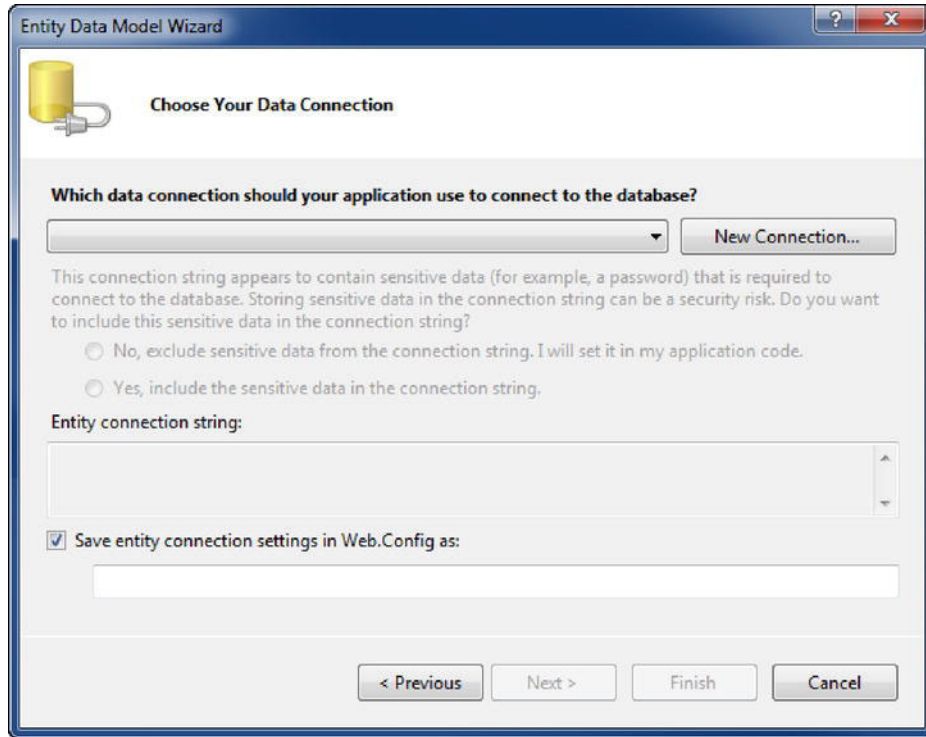 Entity Data Model Wizard
?
X
Choose Your Data Connection
Which data connection should your application use to connect to the database?
New Connection...
This connection string appears to contain sensitive data (for example, a password) that is required to
connect to the database. Storing sensitive data in the connection string can be a security risk. Do you want
to include this sensitive data in the connection string?
No, exclude sensitive data from the connection string. I will set it in my application code.
Yes, include the sensitive data in the connection string.
Entity connection string:
Save entity connection settings in Web.Config as:
< Previous
Next >
Finish
Cancel